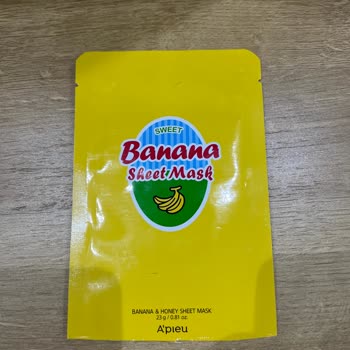 SWEET
Banana
Sheet Mask
BANANA & HONEY SHEET MASK
23 g / 0.81 oz.
A'pieu